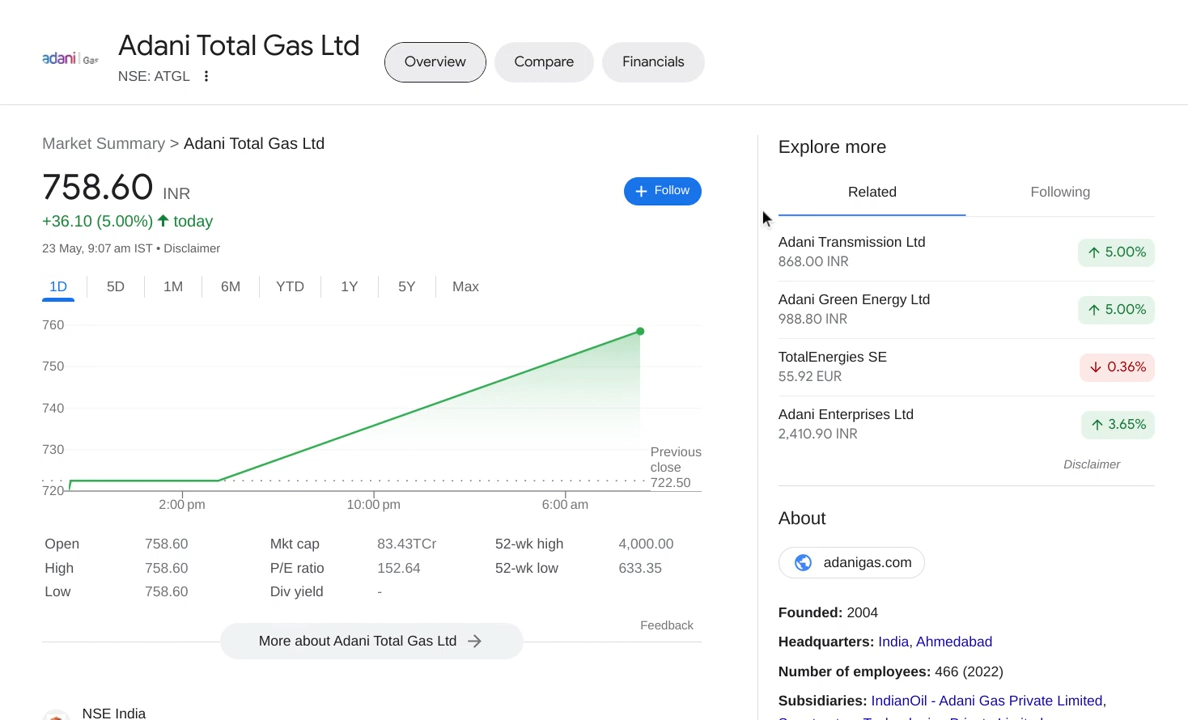 adani Gas
Adani Total Gas Ltd
NSE: ATGL
Overview
Compare
Financials
Market Summary > Adani Total Gas Ltd
758.60 INR
+ Follow
+36.10 (5.00%) ↑ today
23 May, 9:07 am IST • Disclaimer
1D 5D 1M 6M YTD 1Y 5Y Max
760
750
740
730
720
Previous
close
722.50
2:00 pm 10:00 pm 6:00 am
Open 758.60 Mkt cap 83.43TCr 52-wk high 4,000.00
High 758.60 P/E ratio 152.64 52-wk low 633.35
Low 758.60 Div yield -
Feedback
More about Adani Total Gas Ltd →
NSE India
Explore more
Related Following
Adani Transmission Ltd
868.00 INR
↑ 5.00%
Adani Green Energy Ltd
988.80 INR
↑ 5.00%
TotalEnergies SE
55.92 EUR
↓ 0.36%
Adani Enterprises Ltd
2,410.90 INR
↑ 3.65%
Disclaimer
About
adanigas.com
Founded: 2004
Headquarters: India, Ahmedabad
Number of employees: 466 (2022)
Subsidiaries: IndianOil - Adani Gas Private Limited,